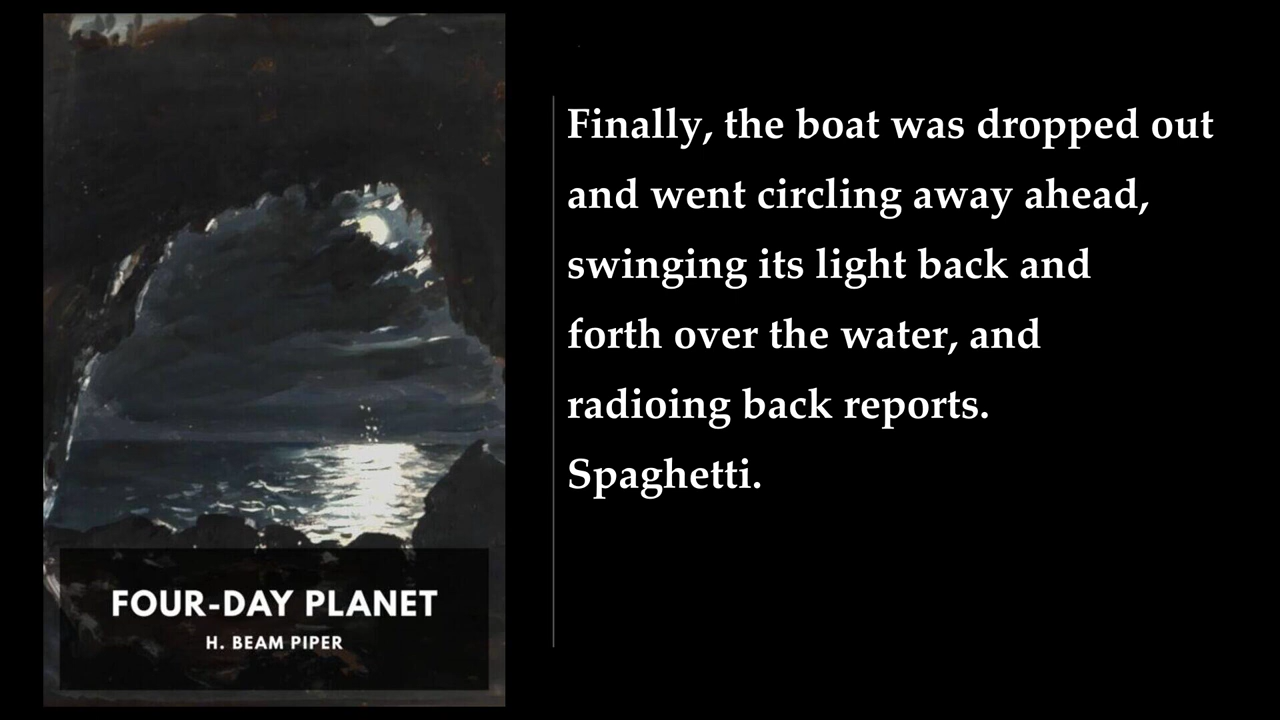 FOUR-DAY PLANET
H. BEAM PIPER
Finally, the boat was dropped out
and went circling away ahead,
swinging its light back and
forth over the water, and
radioing back reports.
Spaghetti.